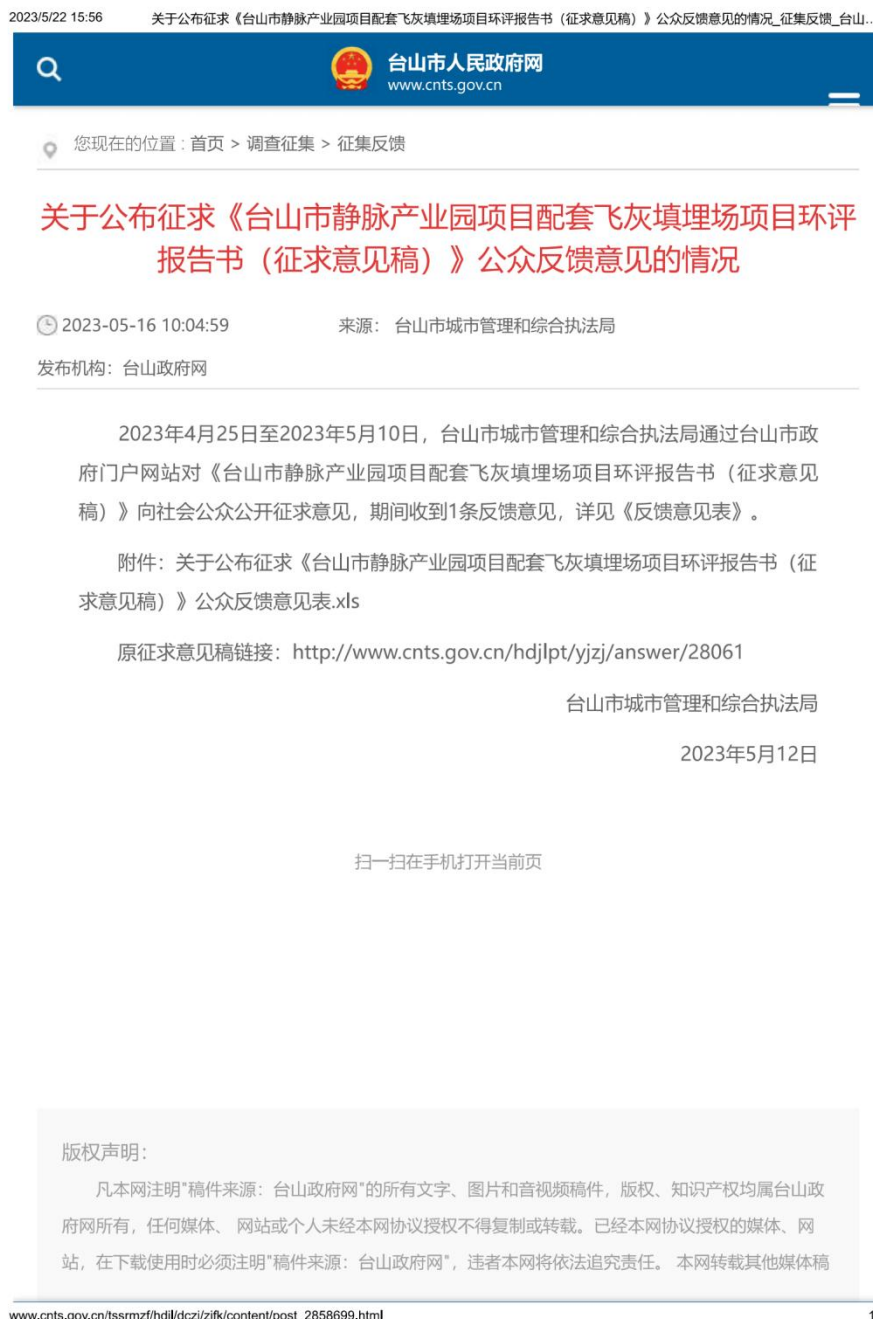 2023/5/22 15:56 关于公布征求《台山市静脉产业园项目配套飞灰填埋场项目环评报告书（征求意见稿）》公众反馈意见的情况_征集反馈_台山...
台山市人民政府网
www.cnts.gov.cn
您现在的位置 : 首页 > 调查征集 > 征集反馈
关于公布征求《台山市静脉产业园项目配套飞灰填埋场项目环评
报告书（征求意见稿）》公众反馈意见的情况
2023-05-16 10:04:59 来源： 台山市城市管理和综合执法局
发布机构：台山政府网
2023年4月25日至2023年5月10日，台山市城市管理和综合执法局通过台山市政
府门户网站对《台山市静脉产业园项目配套飞灰填埋场项目环评报告书（征求意见
稿）》向社会公众公开征求意见，期间收到1条反馈意见，详见《反馈意见表》。
附件：关于公布征求《台山市静脉产业园项目配套飞灰填埋场项目环评报告书（征
求意见稿）》公众反馈意见表.xls
原征求意见稿链接：http://www.cnts.gov.cn/hdjlpt/yjzj/answer/28061
台山市城市管理和综合执法局
2023年5月12日
扫一扫在手机打开当前页
版权声明：
凡本网注明"稿件来源：台山政府网"的所有文字、图片和音视频稿件，版权、知识产权均属台山政
府网所有，任何媒体、 网站或个人未经本网协议授权不得复制或转载。已经本网协议授权的媒体、网
站，在下载使用时必须注明"稿件来源：台山政府网"，违者本网将依法追究责任。 本网转载其他媒体稿
www.cnts.gov.cn/tssrmzf/hdjl/dczj/zjfk/content/post_2858699.html 1